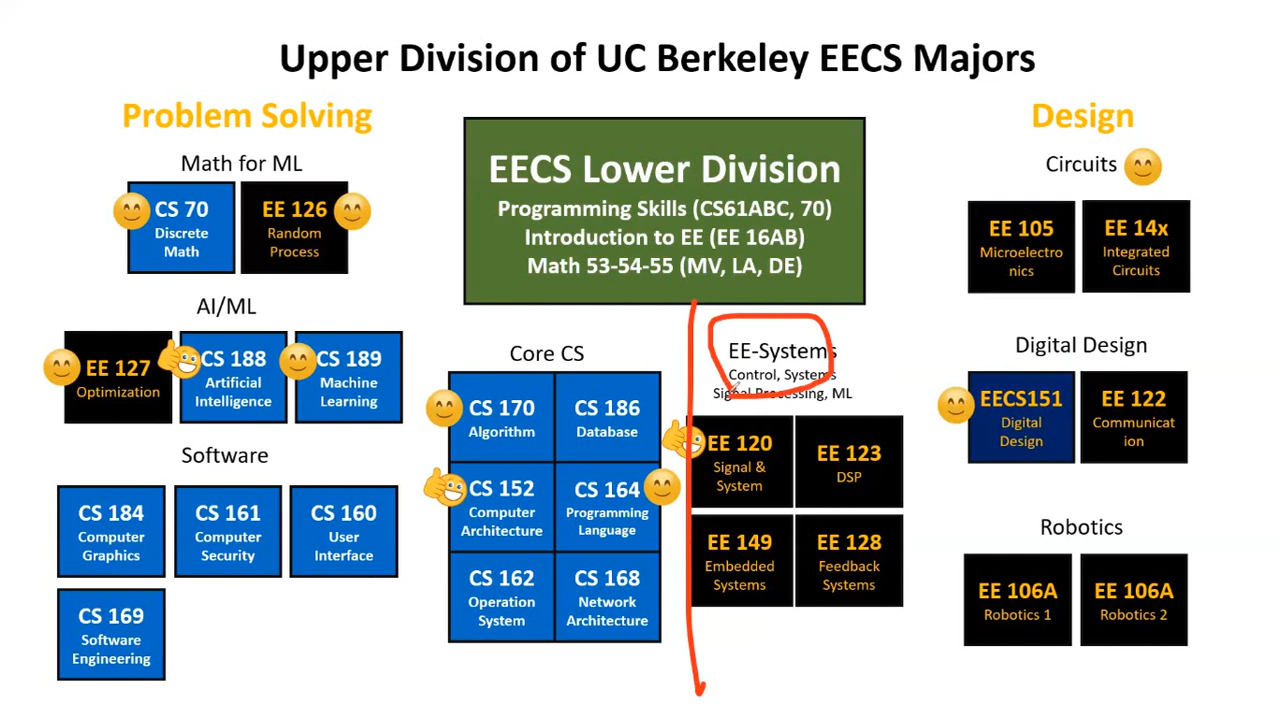 Upper Division of UC Berkeley EECS Majors
Problem Solving
Math for ML
CS 70
Discrete
Math
EE 126
Random
Process
AI/ML
EE 127
Optimization
CS 188
Artificial
Intelligence
CS 189
Machine
Learning
Software
CS 184
Computer
Graphics
CS 161
Computer
Security
CS 160
User
Interface
CS 169
Software
Engineering
EECS Lower Division
Programming Skills (CS61ABC, 70)
Introduction to EE (EE 16AB)
Math 53-54-55 (MV, LA, DE)
Core CS
CS 170
Algorithm
CS 186
Database
CS 152
Computer
Architecture
CS 164
Programming
Language
CS 162
Operation
System
CS 168
Network
Architecture
EE-Systems
Control, Systems
Signal Processing, ML
EE 120
Signal &
System
EE 123
DSP
EE 149
Embedded
Systems
EE 128
Feedback
Systems
Design
Circuits
EE 105
Microelectro
nics
EE 14x
Integrated
Circuits
Digital Design
EECS151
Digital
Design
EE 122
Communicat
ion
Robotics
EE 106A
Robotics 1
EE 106A
Robotics 2